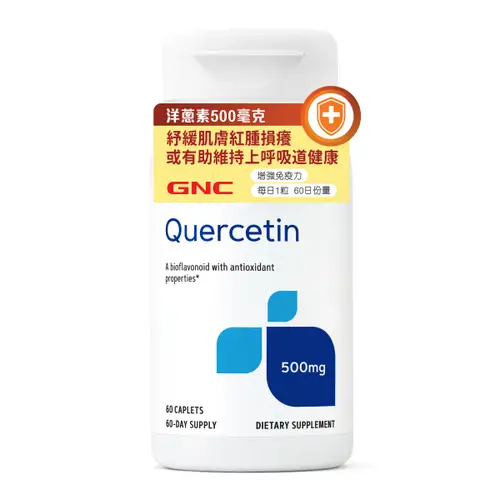 洋蔥素500毫克
紓緩肌膚紅腫損癢
或有助維持上呼吸道健康
GNC
增強免疫力
每日1粒 60日份量
Quercetin
A bioflavonoid with antioxidant
properties*
500mg
60 CAPLETS
60-DAY SUPPLY
DIETARY SUPPLEMENT